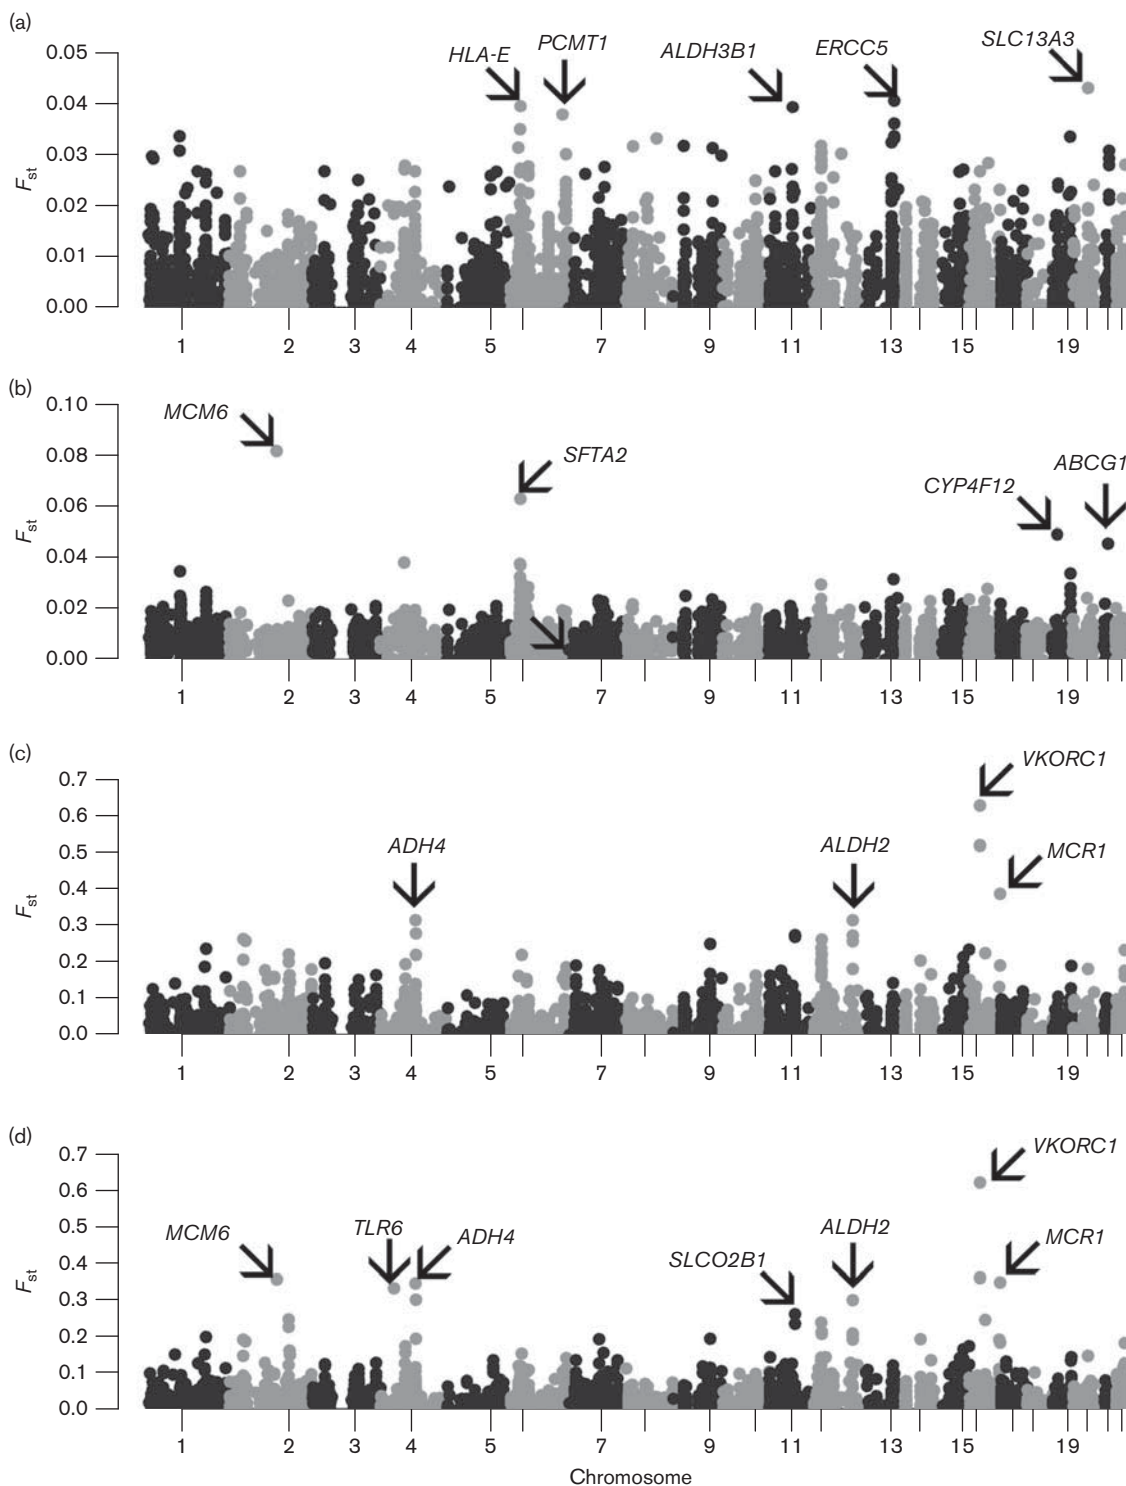 (a)
HLA-E PCMT1 ALDH3B1 ERCC5 SLC13A3
0.05
0.04
0.03
0.02
0.01
0.00
Fst
1 2 3 4 5 7 9 11 13 15 19
(b)
MCM6 SFTA2 CYP4F12 ABCG1
0.10
0.08
0.06
0.04
0.02
0.00
Fst
1 2 3 4 5 7 9 11 13 15 19
(c)
VKORC1
ADH4 ALDH2 MCR1
0.7
0.6
0.5
0.4
0.3
0.2
0.1
0.0
Fst
1 2 3 4 5 7 9 11 13 15 19
(d)
VKORC1
MCM6 TLR6 ADH4 SLCO2B1 ALDH2 MCR1
0.7
0.6
0.5
0.4
0.3
0.2
0.1
0.0
Fst
1 2 3 4 5 7 9 11 13 15 19
Chromosome